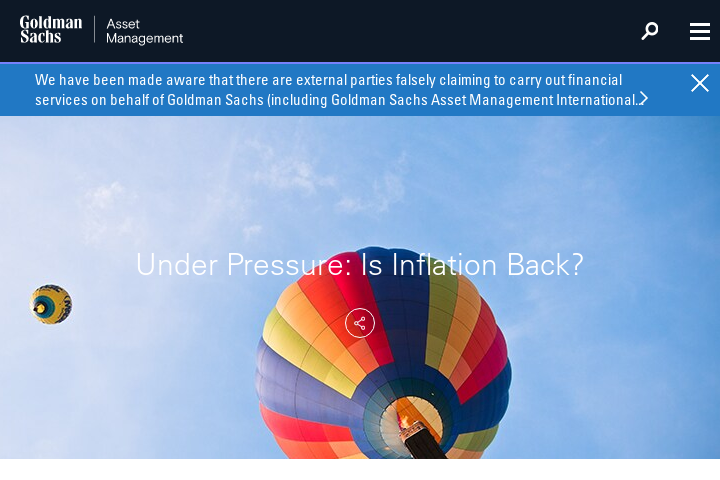 Goldman Sachs
Asset Management
We have been made aware that there are external parties falsely claiming to carry out financial
services on behalf of Goldman Sachs (including Goldman Sachs Asset Management International...
Under Pressure: Is Inflation Back?